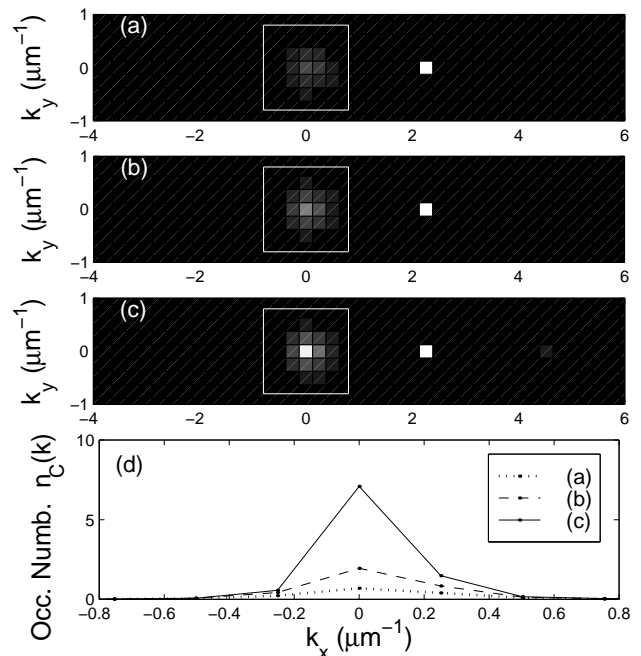 (a)
k_y (μm⁻¹)
1
0
−1
−4 −2 0 2 4 6
(b)
k_y (μm⁻¹)
1
0
−1
−4 −2 0 2 4 6
(c)
k_y (μm⁻¹)
1
0
−1
−4 −2 0 2 4 6
(d)
Occ. Numb. n_C(k)
10
5
0
(a)
(b)
(c)
−0.8 −0.6 −0.4 −0.2 0 0.2 0.4 0.6 0.8
k_x (μm⁻¹)